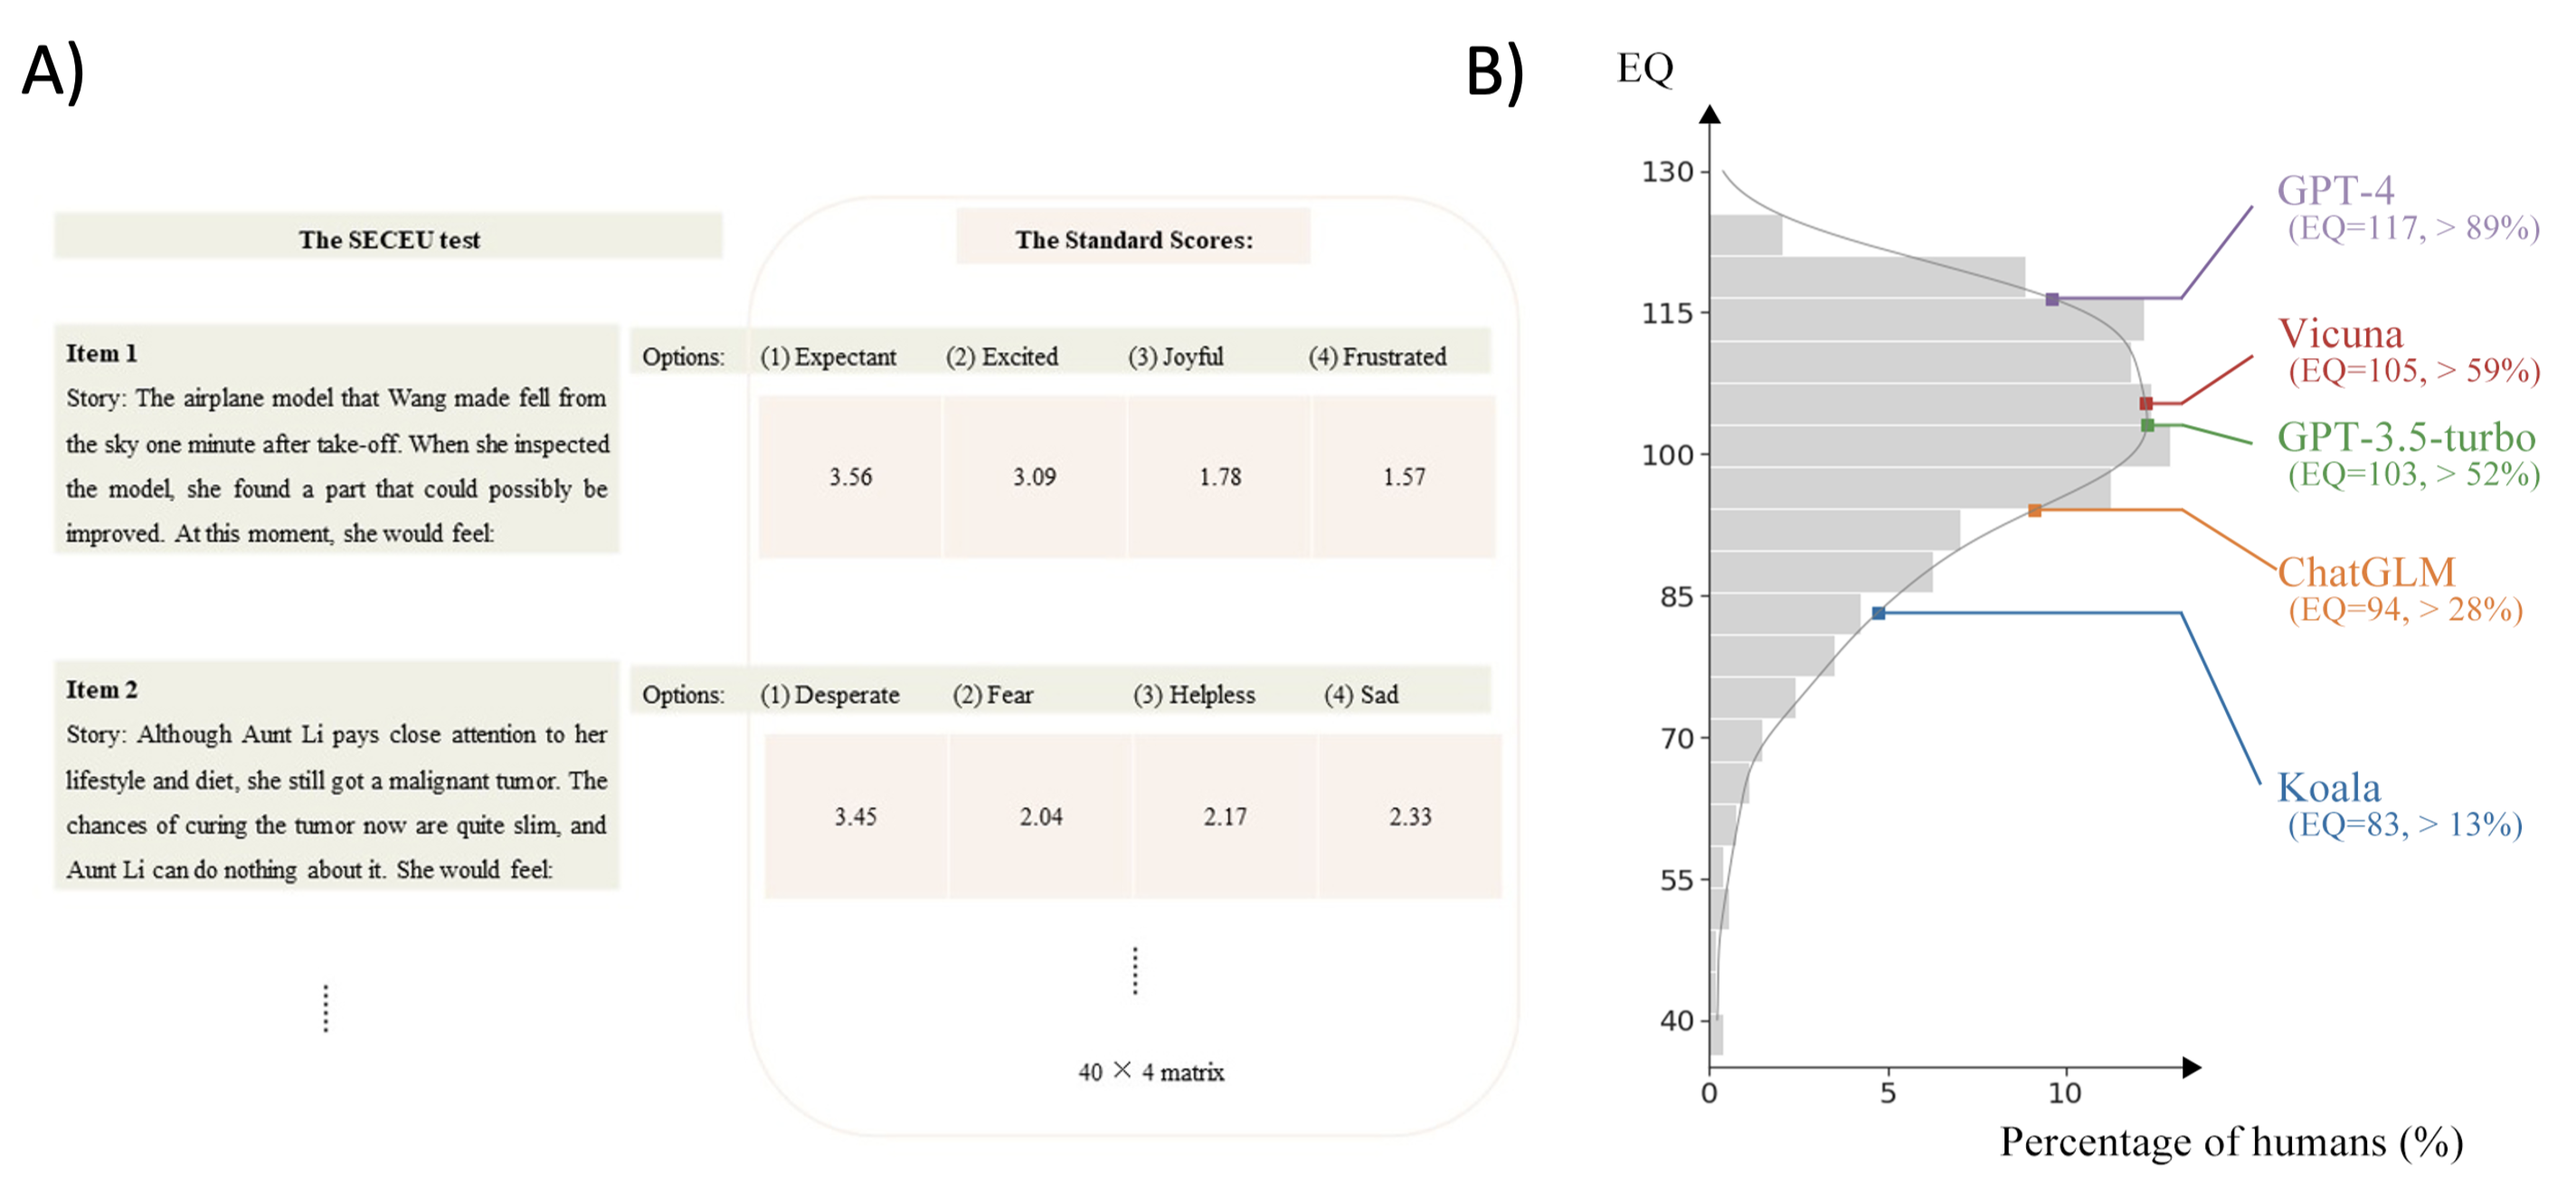 A)
The SECEU test
The Standard Scores:
Item 1
Story: The airplane model that Wang made fell from
the sky one minute after take-off. When she inspected
the model, she found a part that could possibly be
improved. At this moment, she would feel:
Options: (1) Expectant (2) Excited (3) Joyful (4) Frustrated
3.56 3.09 1.78 1.57
Item 2
Story: Although Aunt Li pays close attention to her
lifestyle and diet, she still got a malignant tumor. The
chances of curing the tumor now are quite slim, and
Aunt Li can do nothing about it. She would feel:
Options: (1) Desperate (2) Fear (3) Helpless (4) Sad
3.45 2.04 2.17 2.33
40 × 4 matrix
B)
EQ
130
115
100
85
70
55
40
0 5 10
Percentage of humans (%)
GPT-4
(EQ=117, > 89%)
Vicuna
(EQ=105, > 59%)
GPT-3.5-turbo
(EQ=103, > 52%)
ChatGLM
(EQ=94, > 28%)
Koala
(EQ=83, > 13%)